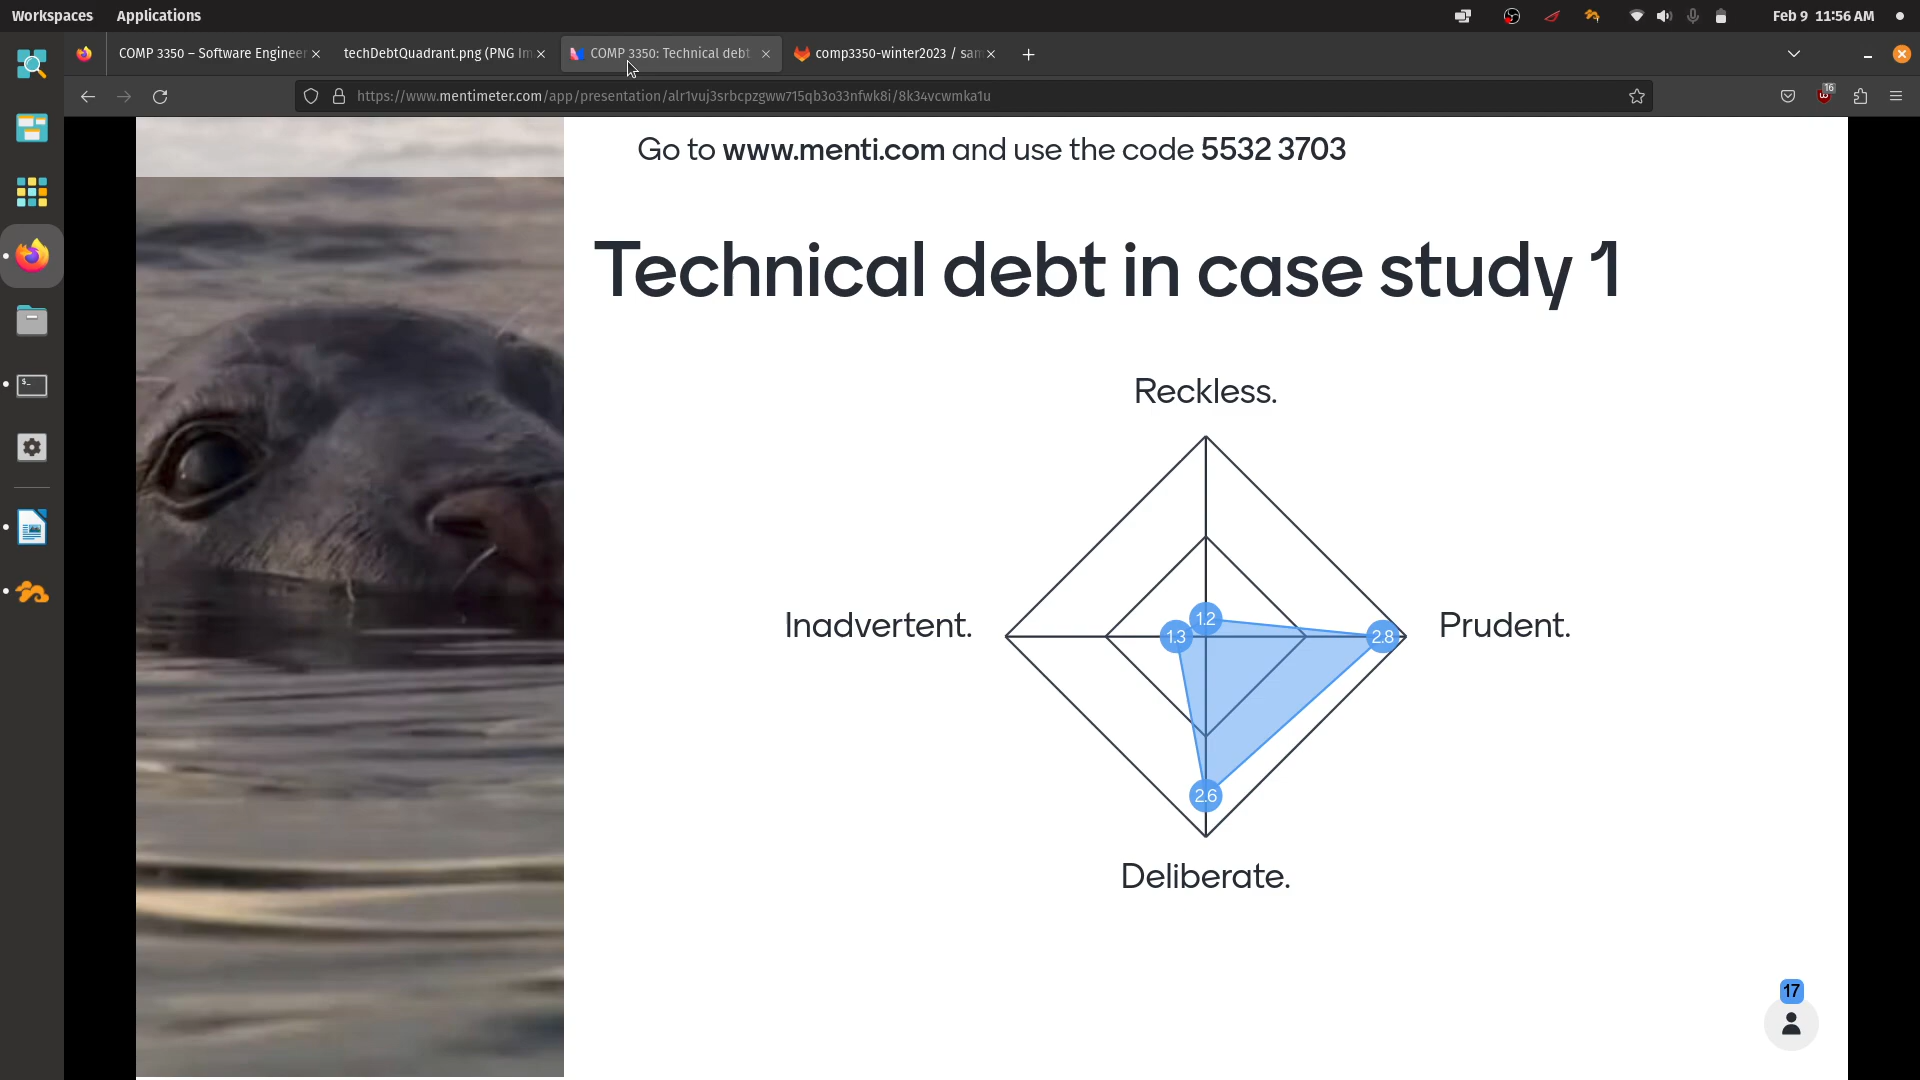 Workspaces Applications Feb 9 11:56 AM
COMP 3350 – Software Engineer techDebtQuadrant.png (PNG Im COMP 3350: Technical debt comp3350-winter2023 / sam
https://www.mentimeter.com/app/presentation/alr1vuj3srbcpzgww715qb3o33nfwk8i/8k34vcwmka1u 16
Go to www.menti.com and use the code 5532 3703
Technical debt in case study 1
Reckless.
1.2
Inadvertent. 1.3 2.8 Prudent.
2.6
Deliberate.
17